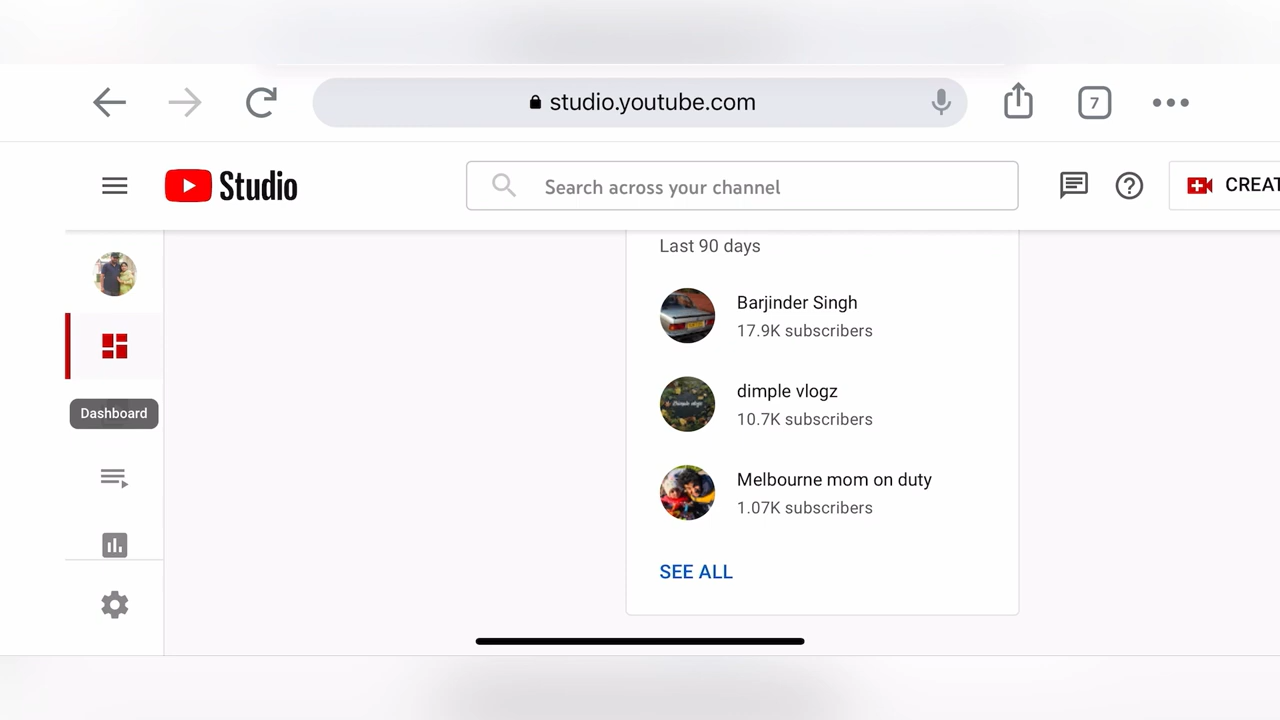 studio.youtube.com
7
Studio
Search across your channel
CREAT
Last 90 days
Barjinder Singh
17.9K subscribers
dimple vlogz
10.7K subscribers
Dashboard
Melbourne mom on duty
1.07K subscribers
SEE ALL